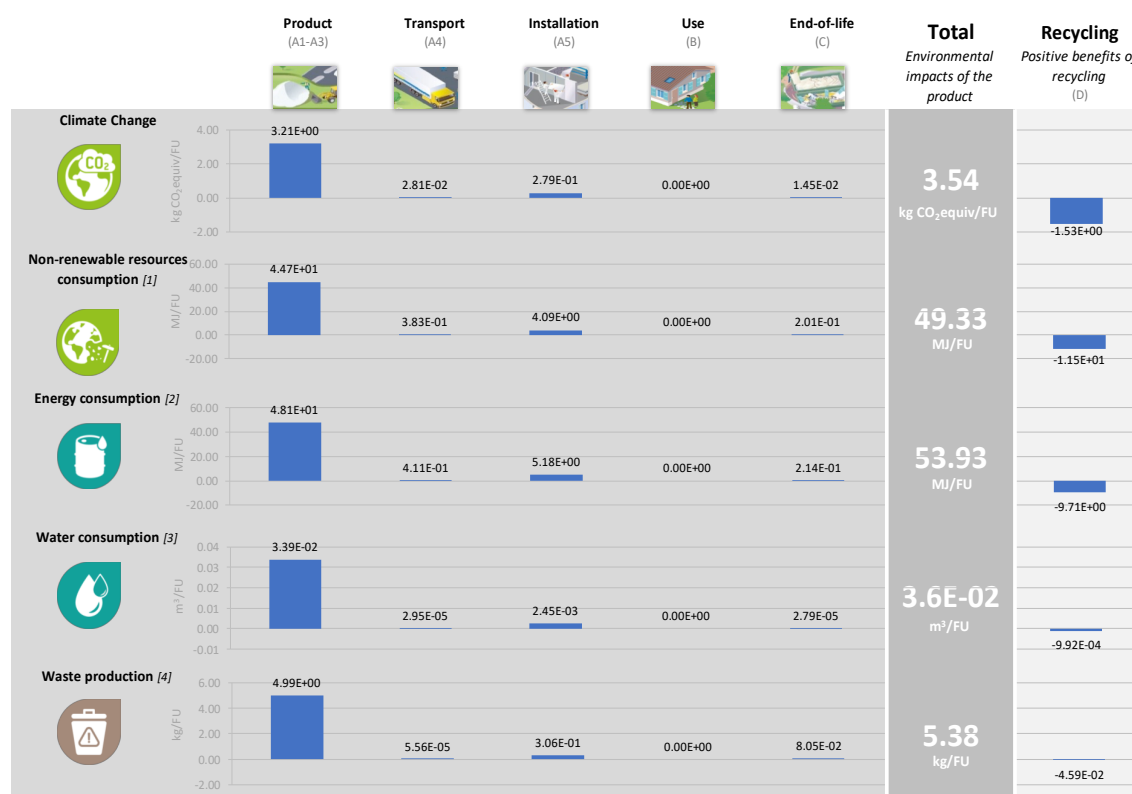 Product
(A1-A3)
Transport
(A4)
Installation
(A5)
Use
(B)
End-of-life
(C)
Total
Environmental
impacts of the
product
Recycling
Positive benefits of
recycling
(D)
Climate Change
CO2
kg CO2equiv/FU
4.00
2.00
0.00
-2.00
3.21E+00
2.81E-02
2.79E-01
0.00E+00
1.45E-02
3.54
kg CO2equiv/FU
-1.53E+00
Non-renewable resources
consumption [1]
MJ/FU
60.00
40.00
20.00
0.00
-20.00
4.47E+01
3.83E-01
4.09E+00
0.00E+00
2.01E-01
49.33
MJ/FU
-1.15E+01
Energy consumption [2]
MJ/FU
60.00
40.00
20.00
0.00
-20.00
4.81E+01
4.11E-01
5.18E+00
0.00E+00
2.14E-01
53.93
MJ/FU
-9.71E+00
Water consumption [3]
m³/FU
0.04
0.03
0.02
0.01
0.00
-0.01
3.39E-02
2.95E-05
2.45E-03
0.00E+00
2.79E-05
3.6E-02
m³/FU
-9.92E-04
Waste production [4]
kg/FU
6.00
4.00
2.00
0.00
-2.00
4.99E+00
5.56E-05
3.06E-01
0.00E+00
8.05E-02
5.38
kg/FU
-4.59E-02